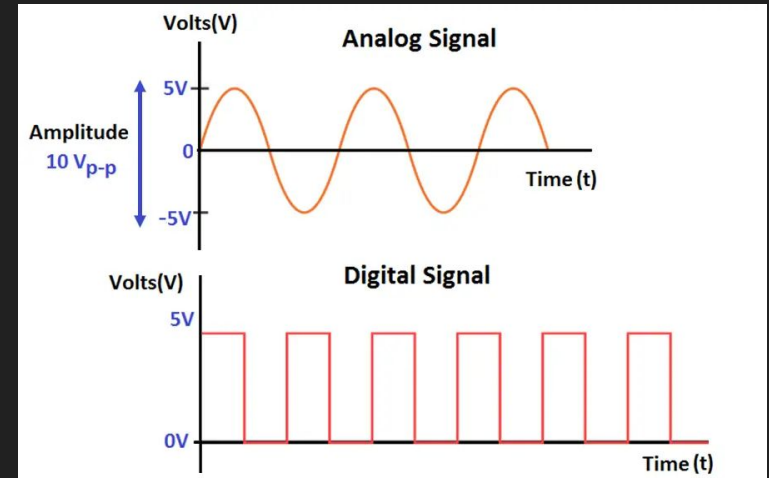 Volts(V)
Analog Signal
5V
Amplitude
10 Vp-p
0
Time (t)
-5V
Volts(V)
Digital Signal
5V
0V
Time (t)